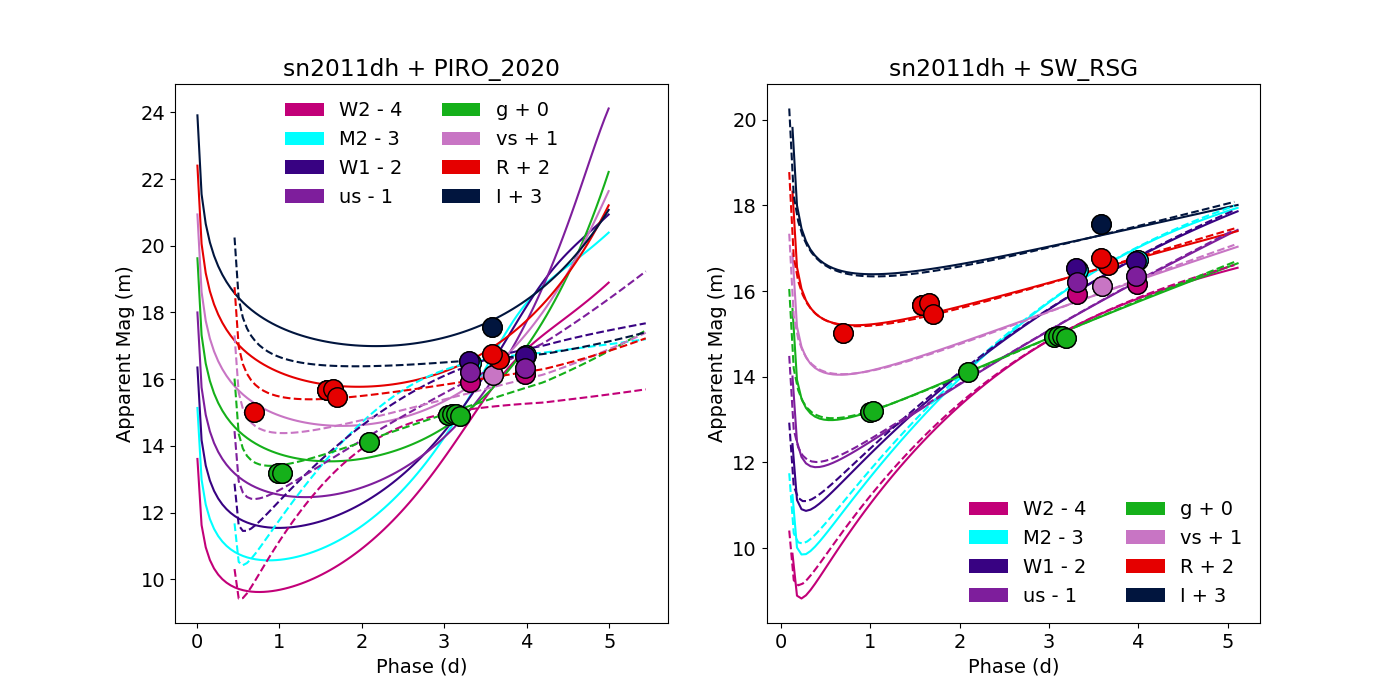 sn2011dh + PIRO_2020
24
22
20
18
16
14
12
10
Apparent Mag (m)
W2 - 4
M2 - 3
W1 - 2
us - 1
g + 0
vs + 1
R + 2
I + 3
0 1 2 3 4 5
Phase (d)
sn2011dh + SW_RSG
20
18
16
14
12
10
Apparent Mag (m)
W2 - 4
M2 - 3
W1 - 2
us - 1
g + 0
vs + 1
R + 2
I + 3
0 1 2 3 4 5
Phase (d)